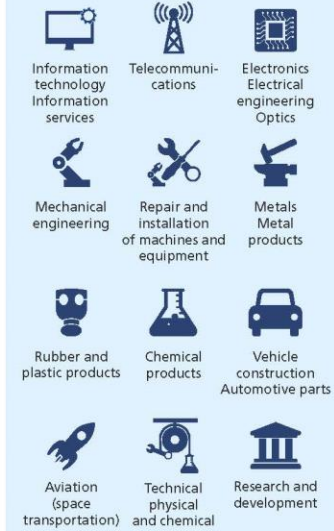 Information
technology
Information
services
Telecommuni-
cations
Electronics
Electrical
engineering
Optics
Mechanical
engineering
Repair and
installation
of machines and
equipment
Metals
Metal
products
Rubber and
plastic products
Chemical
products
Vehicle
construction
Automotive parts
Aviation
(space
transportation)
Technical
physical
and chemical
Research and
development